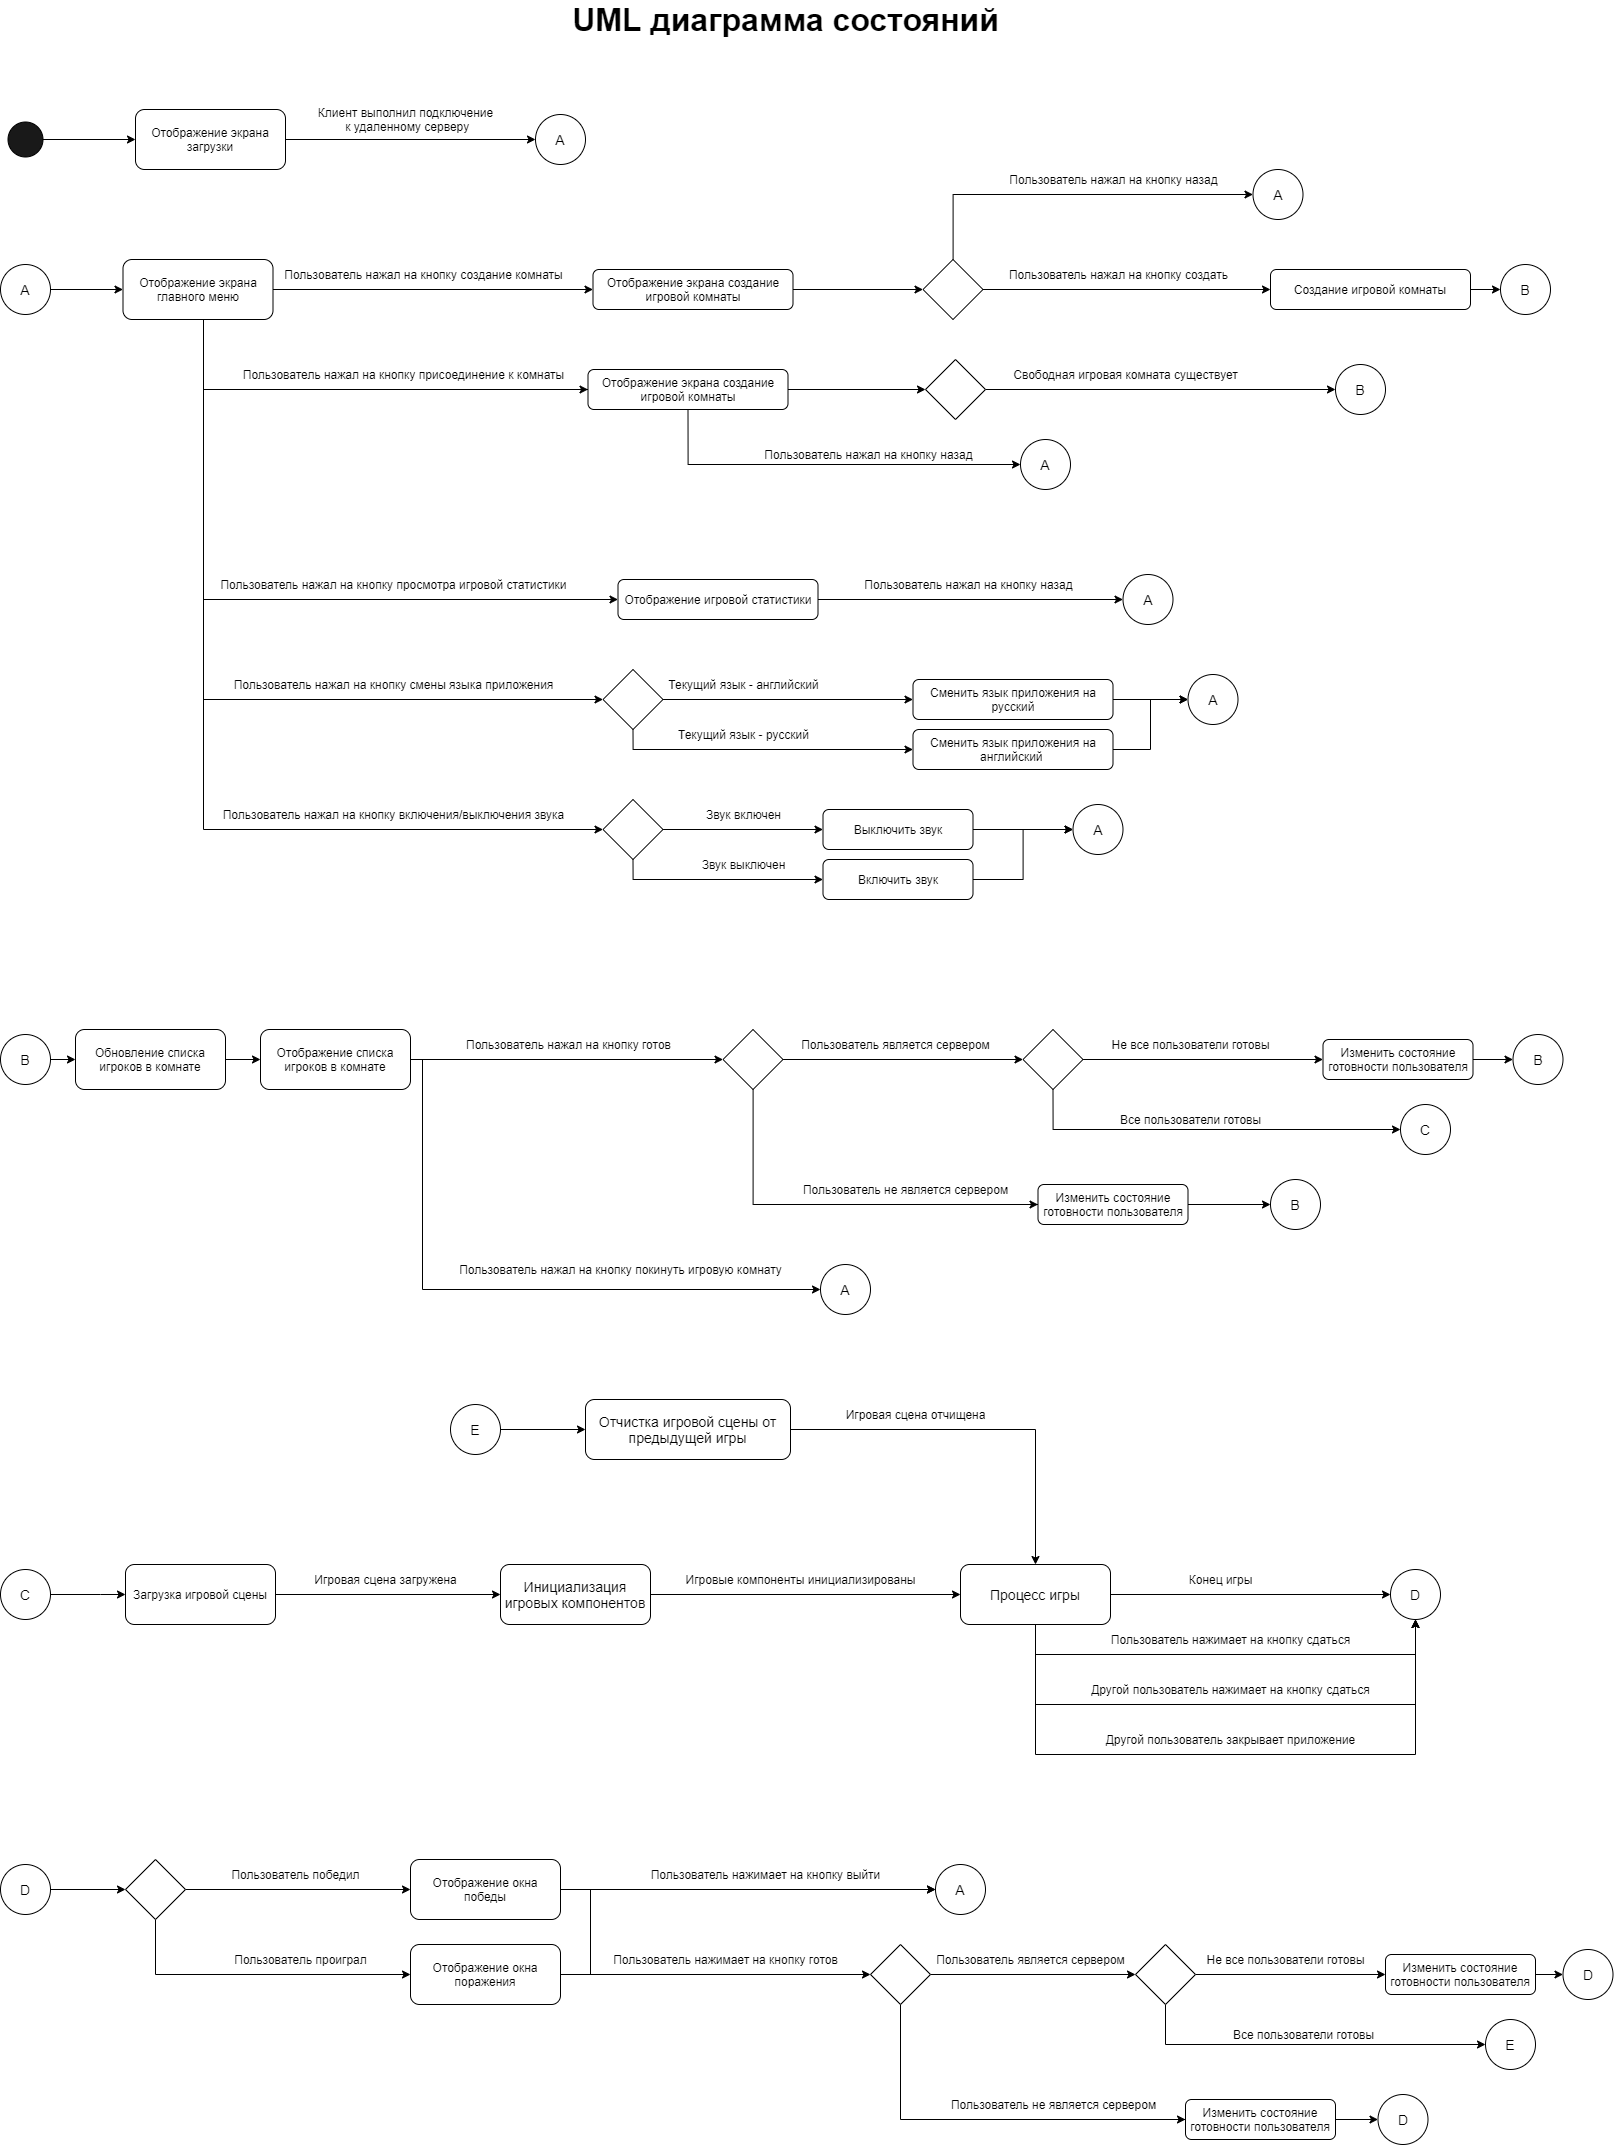 UML диаграмма состояний
Клиент выполнил подключение
к удаленному серверу
Отображение экрана
загрузки
A
Пользователь нажал на кнопку назад
A
A
Отображение экрана
главного меню
Пользователь нажал на кнопку создание комнаты
Отображение экрана создание
игровой комнаты
Пользователь нажал на кнопку создать
Создание игровой комнаты
B
Пользователь нажал на кнопку присоединение к комнаты
Отображение экрана создание
игровой комнаты
Свободная игровая комната существует
B
Пользователь нажал на кнопку назад
A
Пользователь нажал на кнопку просмотра игровой статистики
Отображение игровой статистики
Пользователь нажал на кнопку назад
A
Пользователь нажал на кнопку смены языка приложения
Текущий язык - английский
Сменить язык приложения на
русский
A
Текущий язык - русский
Сменить язык приложения на
английский
Пользователь нажал на кнопку включения/выключения звука
Звук включен
Выключить звук
A
Звук выключен
Включить звук
B
Обновление списка
игроков в комнате
Отображение списка
игроков в комнате
Пользователь нажал на кнопку готов
Пользователь является сервером
Не все пользователи готовы
Изменить состояние
готовности пользователя
B
Все пользователи готовы
C
Пользователь не является сервером
Изменить состояние
готовности пользователя
B
Пользователь нажал на кнопку покинуть игровую комнату
A
E
Отчистка игровой сцены от
предыдущей игры
Игровая сцена отчищена
C
Загрузка игровой сцены
Игровая сцена загружена
Инициализация
игровых компонентов
Игровые компоненты инициализированы
Процесс игры
Конец игры
D
Пользователь нажимает на кнопку сдаться
Другой пользователь нажимает на кнопку сдаться
Другой пользователь закрывает приложение
D
Пользователь победил
Отображение окна
победы
Пользователь нажимает на кнопку выйти
A
Пользователь проиграл
Отображение окна
поражения
Пользователь нажимает на кнопку готов
Пользователь является сервером
Не все пользователи готовы
Изменить состояние
готовности пользователя
D
Все пользователи готовы
E
Пользователь не является сервером
Изменить состояние
готовности пользователя
D